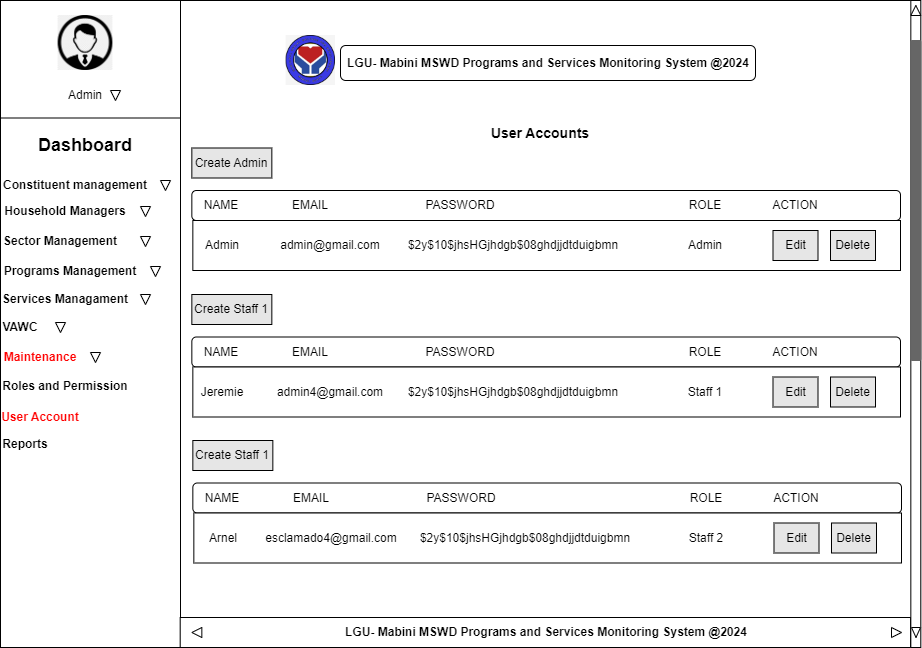 Admin
Dashboard
Constituent management
Household Managers
Sector Management
Programs Management
Services Managament
VAWC
Maintenance
Roles and Permission
User Account
Reports
LGU- Mabini MSWD Programs and Services Monitoring System @2024
User Accounts
Create Admin
NAME EMAIL PASSWORD ROLE ACTION
Admin admin@gmail.com $2y$10$jhsHGjhdgb$08ghdjjdtduigbmn Admin Edit Delete
Create Staff 1
NAME EMAIL PASSWORD ROLE ACTION
Jeremie admin4@gmail.com $2y$10$jhsHGjhdgb$08ghdjjdtduigbmn Staff 1 Edit Delete
Create Staff 1
NAME EMAIL PASSWORD ROLE ACTION
Arnel esclamado4@gmail.com $2y$10$jhsHGjhdgb$08ghdjjdtduigbmn Staff 2 Edit Delete
LGU- Mabini MSWD Programs and Services Monitoring System @2024